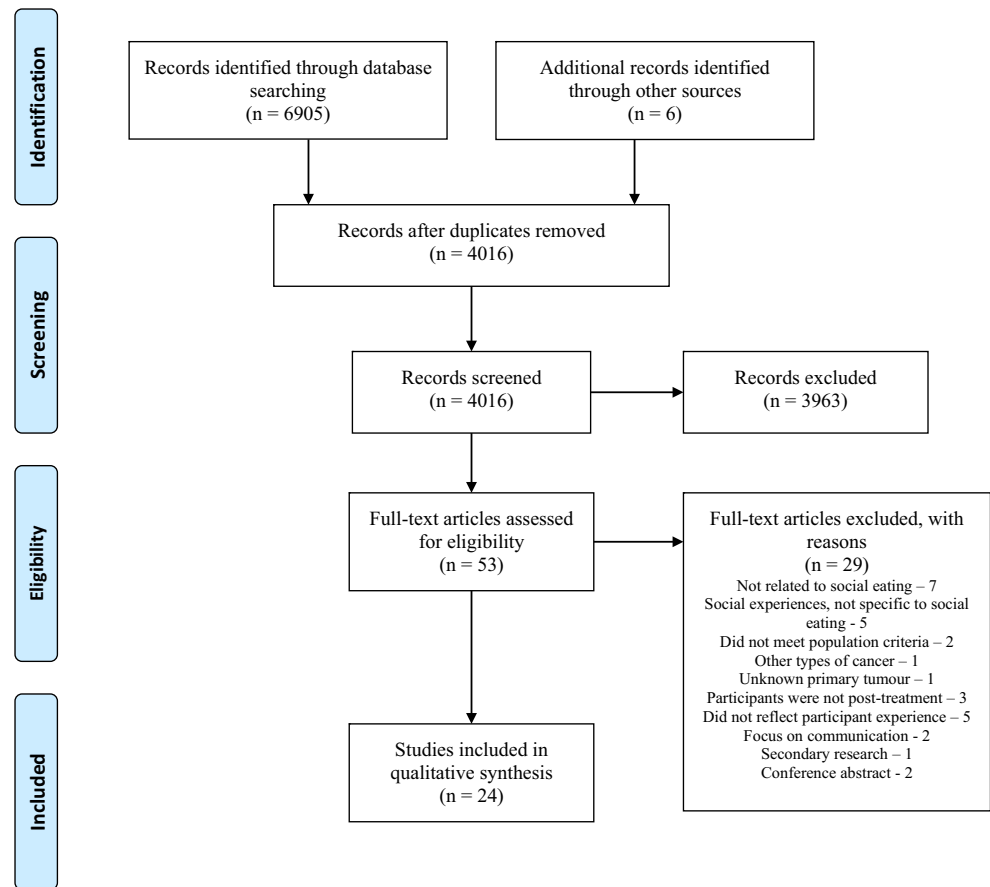 Identification
Records identified through database
searching
(n = 6905)
Additional records identified
through other sources
(n = 6)
Records after duplicates removed
(n = 4016)
Screening
Records screened
(n = 4016)
Records excluded
(n = 3963)
Eligibility
Full-text articles assessed
for eligibility
(n = 53)
Full-text articles excluded, with
reasons
(n = 29)
Not related to social eating – 7
Social experiences, not specific to social
eating - 5
Did not meet population criteria – 2
Other types of cancer – 1
Unknown primary tumour – 1
Participants were not post-treatment – 3
Did not reflect participant experience – 5
Focus on communication - 2
Secondary research – 1
Conference abstract - 2
Included
Studies included in
qualitative synthesis
(n = 24)